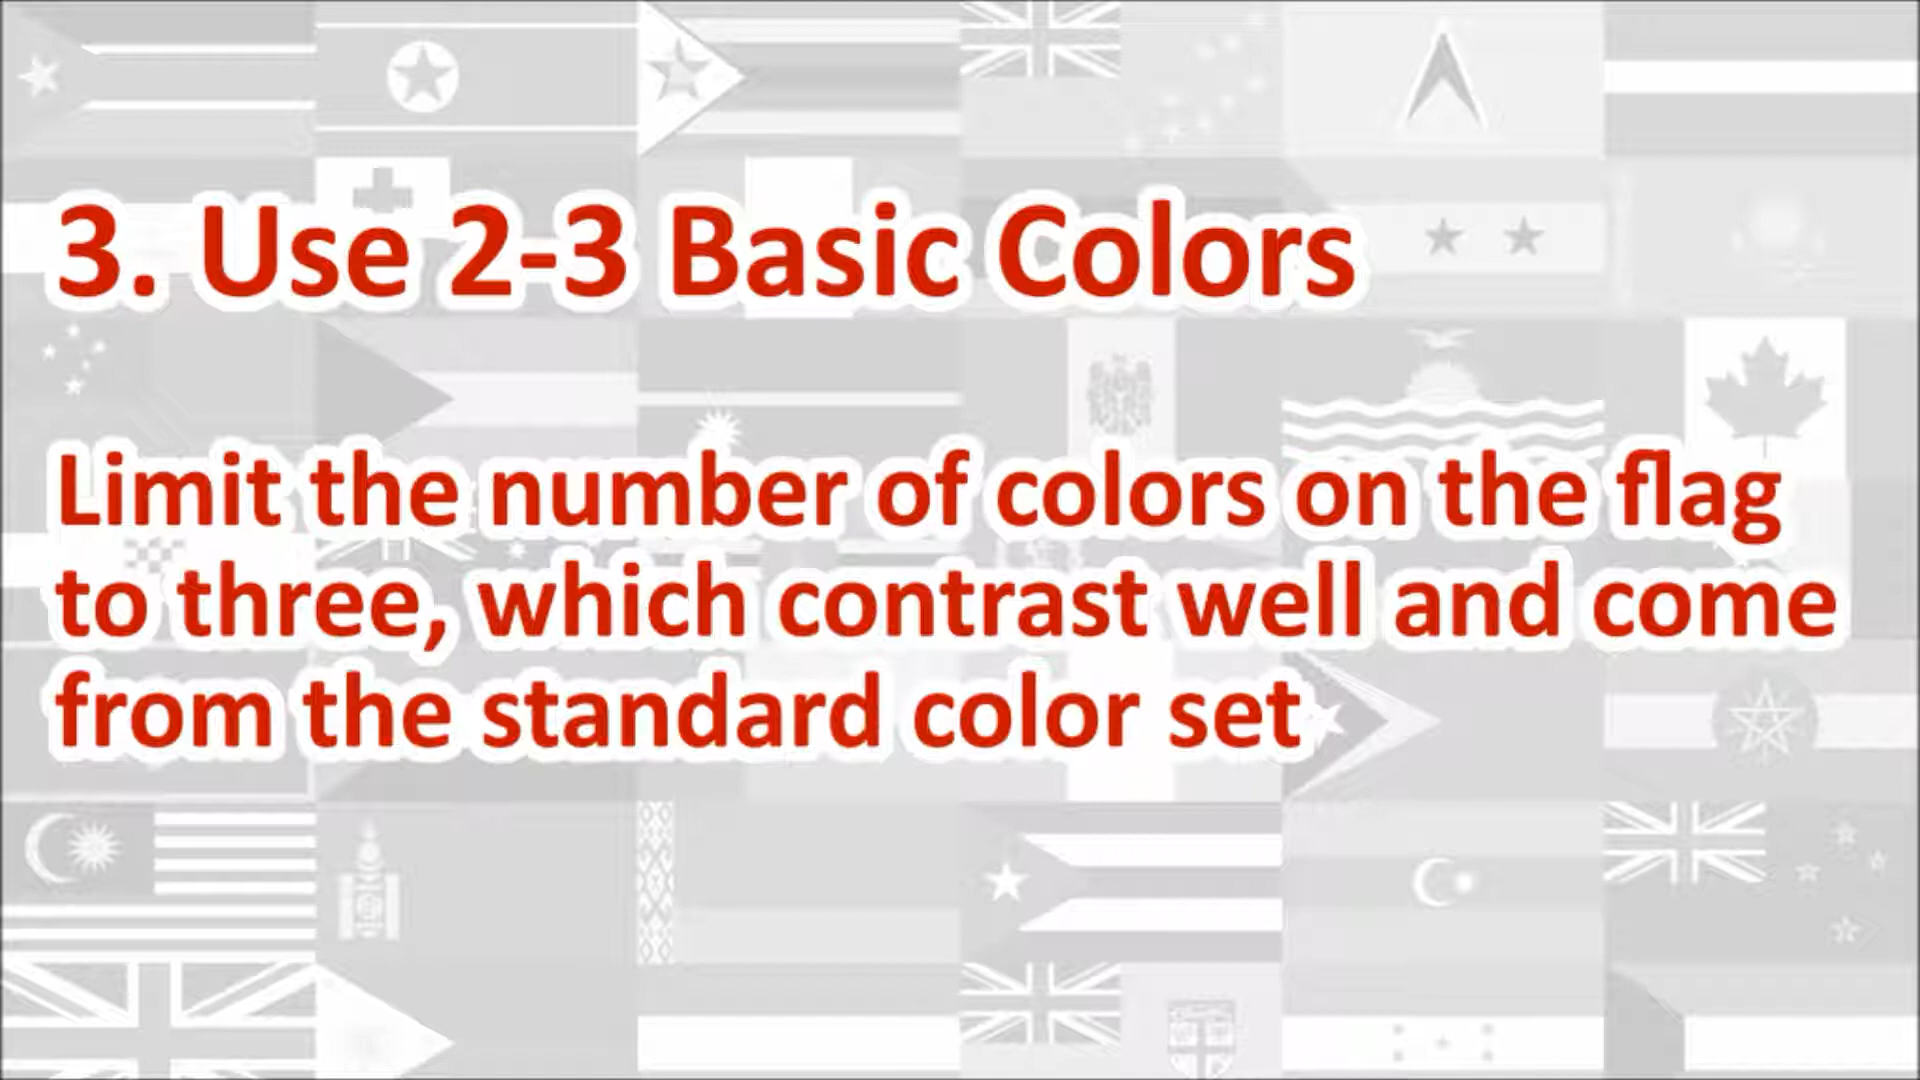 3. Use 2-3 Basic Colors
Limit the number of colors on the flag
to three, which contrast well and come
from the standard color set